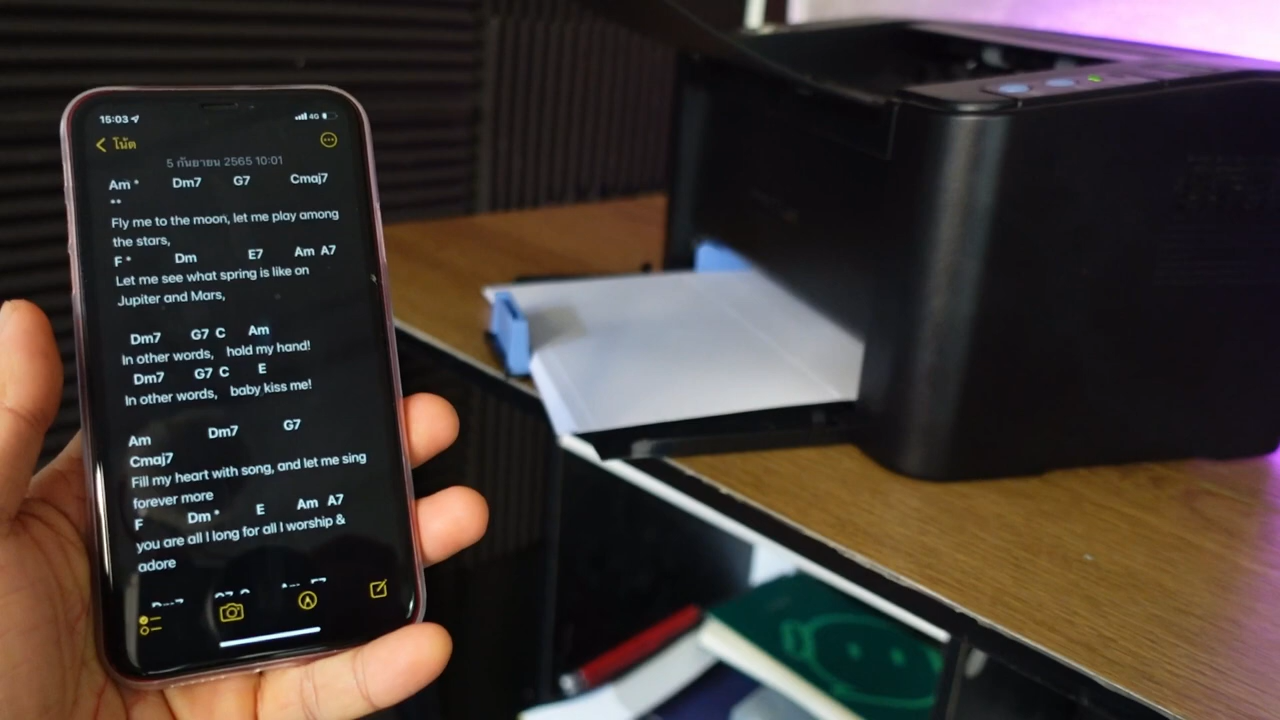 15:03 4G
โน้ต
5 กันยายน 2565 10:01
Am * Dm7 G7 Cmaj7
**
Fly me to the moon, let me play among
the stars,
F * Dm E7 Am A7
Let me see what spring is like on
Jupiter and Mars,
Dm7 G7 C Am
In other words, hold my hand!
Dm7 G7 C E
In other words, baby kiss me!
Am Dm7 G7
Cmaj7
Fill my heart with song, and let me sing
forever more
F Dm * E Am A7
you are all I long for all I worship &
adore